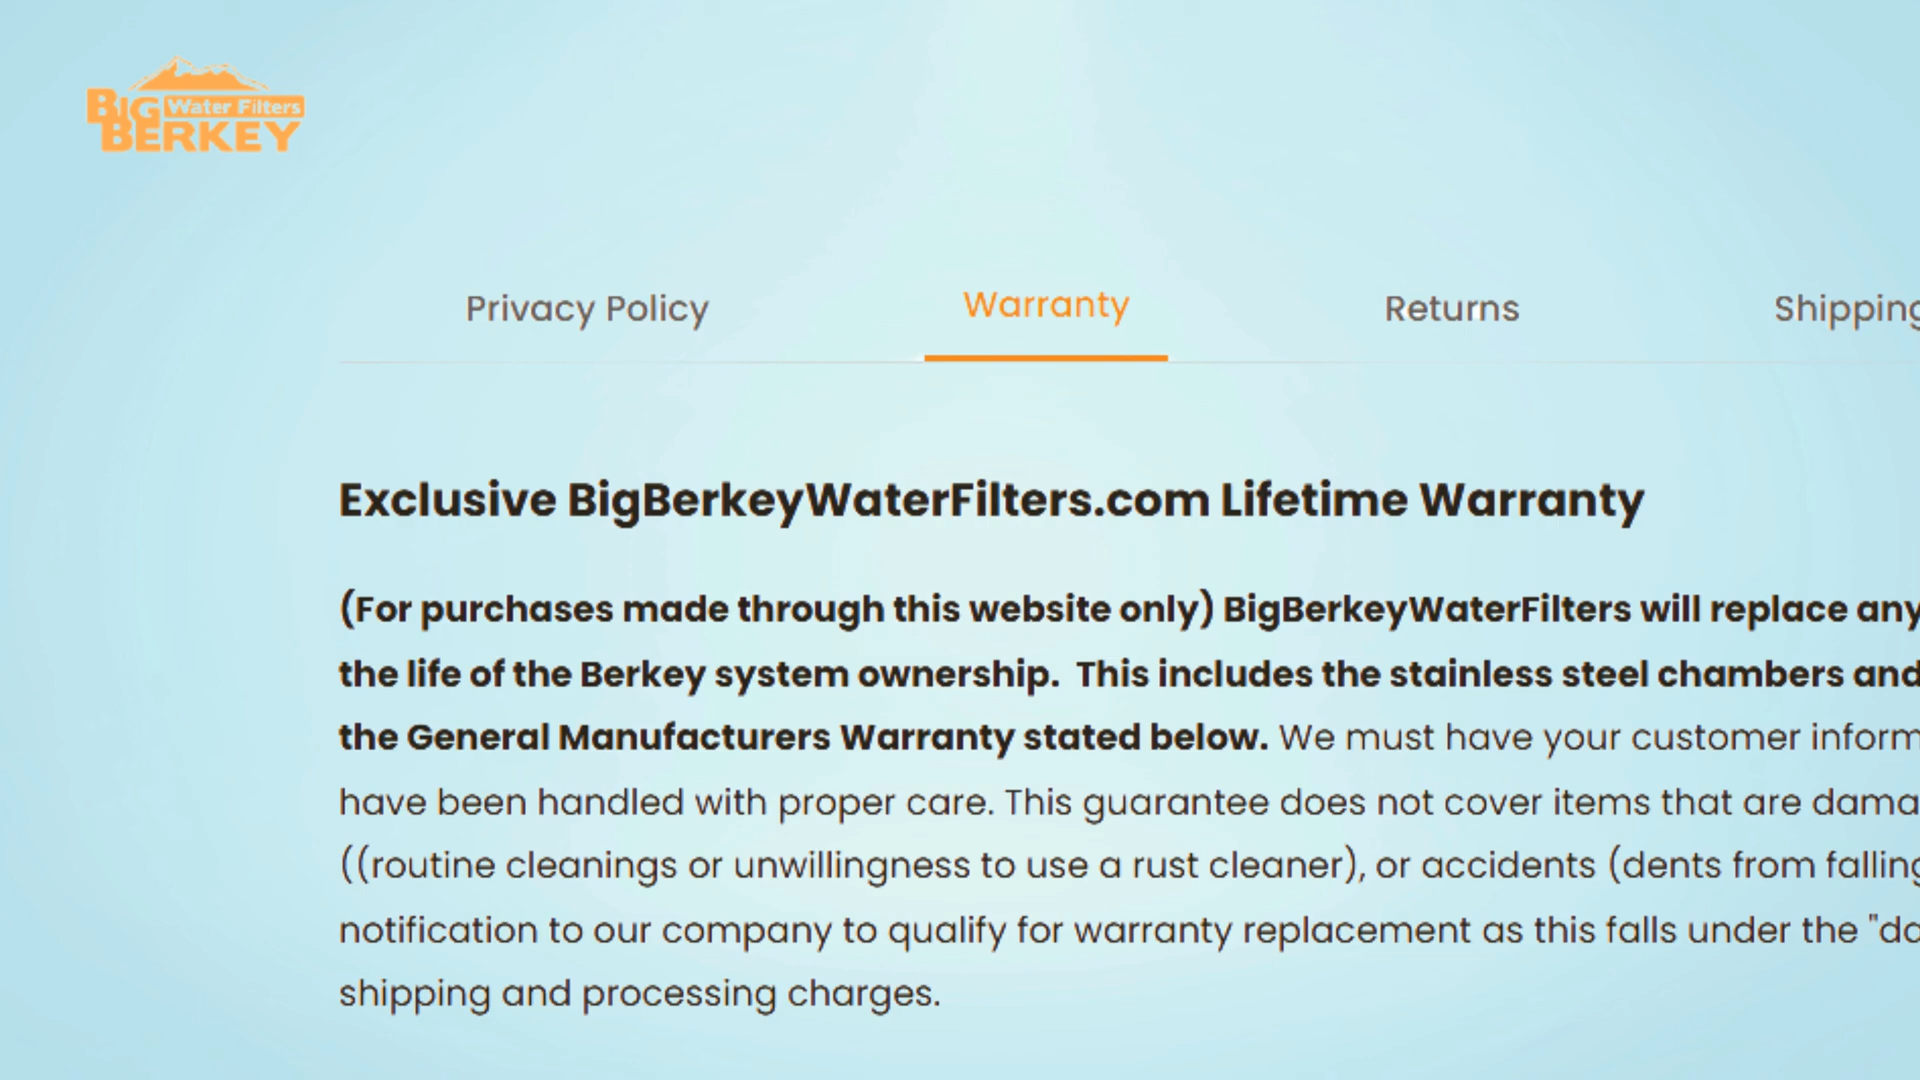 BIG Water Filters
BERKEY
Privacy Policy Warranty Returns Shipping
Exclusive BigBerkeyWaterFilters.com Lifetime Warranty
(For purchases made through this website only) BigBerkeyWaterFilters will replace any
the life of the Berkey system ownership. This includes the stainless steel chambers and
the General Manufacturers Warranty stated below. We must have your customer inform
have been handled with proper care. This guarantee does not cover items that are dama
((routine cleanings or unwillingness to use a rust cleaner), or accidents (dents from falling
notification to our company to qualify for warranty replacement as this falls under the "da
shipping and processing charges.